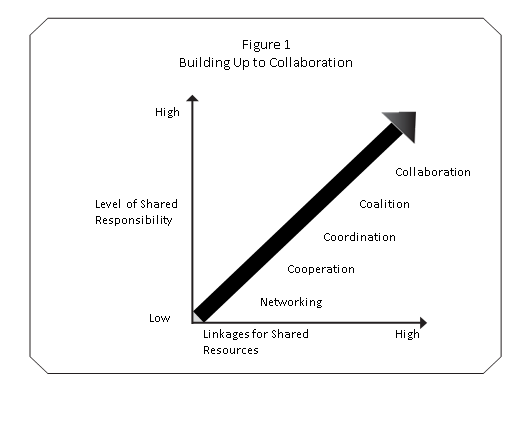 Figure 1
Building Up to Collaboration
High
Collaboration
Level of Shared
Responsibility
Coalition
Coordination
Cooperation
Networking
Low
Linkages for Shared
Resources
High